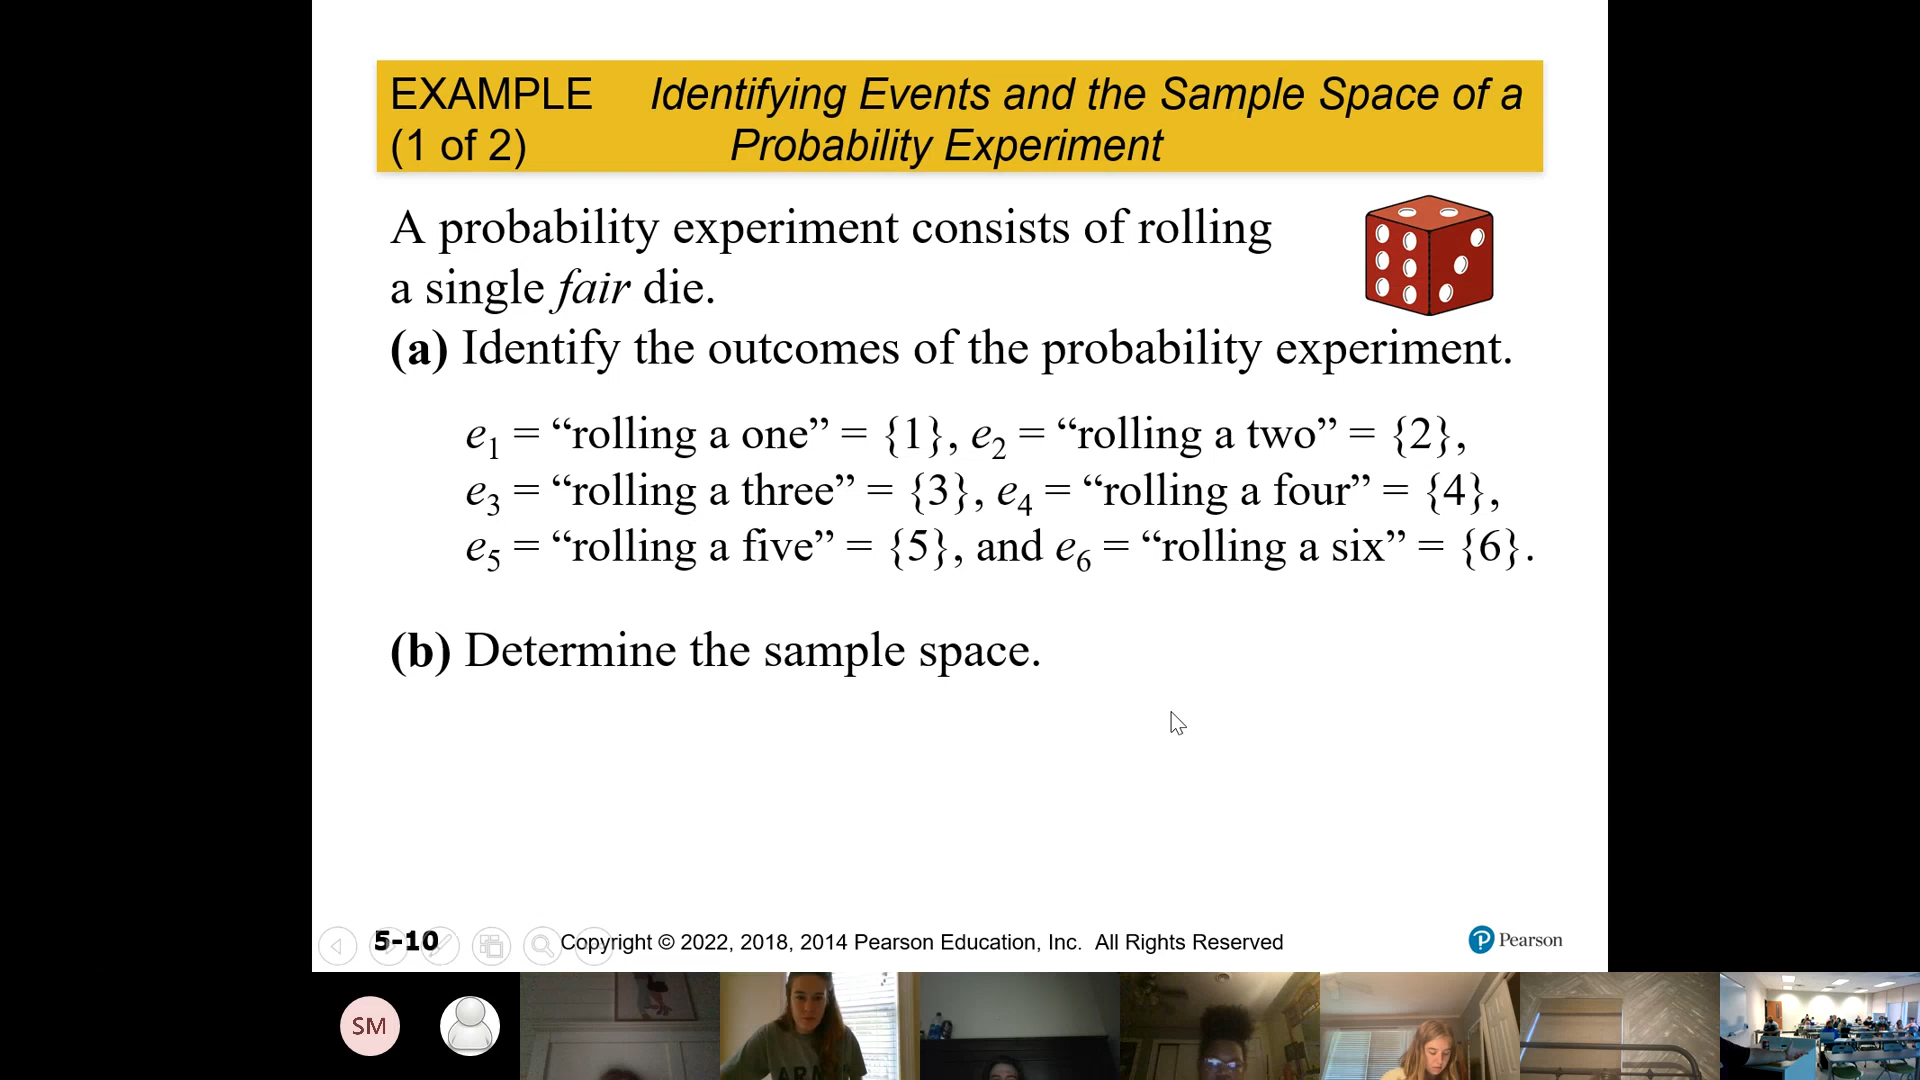 EXAMPLE Identifying Events and the Sample Space of a
(1 of 2) Probability Experiment
A probability experiment consists of rolling
a single fair die.
(a) Identify the outcomes of the probability experiment.
e₁ = “rolling a one” = {1}, e₂ = “rolling a two” = {2},
e₃ = “rolling a three” = {3}, e₄ = “rolling a four” = {4},
e₅ = “rolling a five” = {5}, and e₆ = “rolling a six” = {6}.
(b) Determine the sample space.
5-10 Copyright © 2022, 2018, 2014 Pearson Education, Inc. All Rights Reserved
P Pearson
SM